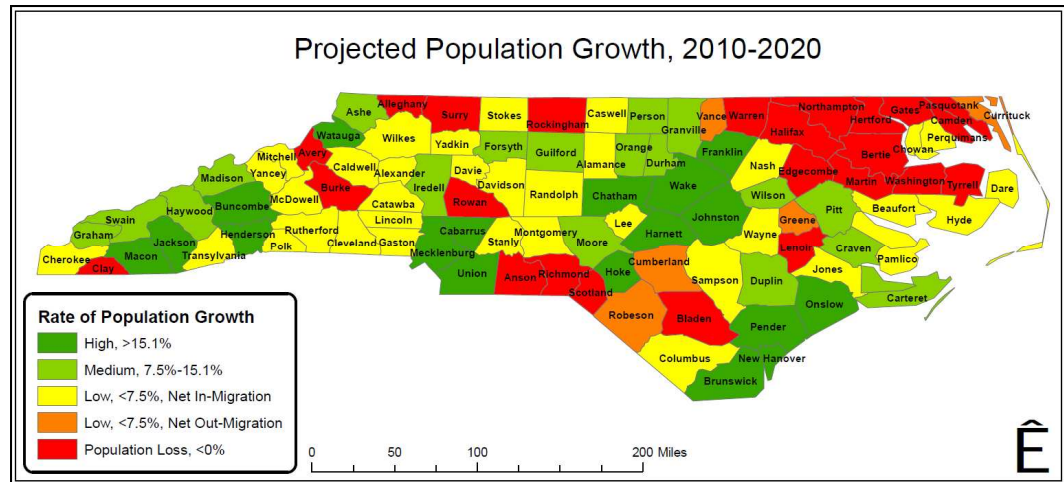 Projected Population Growth, 2010-2020
Ashe
Alleghany
Surry
Stokes
Rockingham
Caswell
Person
Granville
Vance
Warren
Northampton
Gates
Pasquotank
Camden
Currituck
Hertford
Halifax
Perquimans
Chowan
Bertie
Watauga
Wilkes
Yadkin
Forsyth
Guilford
Orange
Alamance
Durham
Franklin
Nash
Edgecombe
Martin
Washington
Tyrrell
Dare
Mitchell
Avery
Yancey
Caldwell
Alexander
Davie
Iredell
Davidson
Randolph
Chatham
Wake
Wilson
Pitt
Beaufort
Hyde
Madison
Burke
McDowell
Catawba
Rowan
Johnston
Greene
Swain
Haywood
Buncombe
Lincoln
Rutherford
Cleveland
Gaston
Polk
Cabarrus
Montgomery
Stanly
Moore
Lee
Harnett
Wayne
Lenoir
Craven
Pamlico
Graham
Jackson
Henderson
Cherokee
Macon
Transylvania
Clay
Mecklenburg
Union
Anson
Richmond
Scotland
Hoke
Cumberland
Sampson
Duplin
Jones
Carteret
Onslow
Robeson
Bladen
Pender
Columbus
New Hanover
Brunswick
Rate of Population Growth
High, >15.1%
Medium, 7.5%-15.1%
Low, <7.5%, Net In-Migration
Low, <7.5%, Net Out-Migration
Population Loss, <0%
0 50 100 200 Miles
Ê